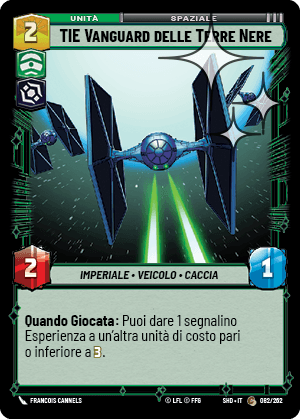 UNITÀ
SPAZIALE
2
TIE VANGUARD DELLE TERRE NERE
2
1
IMPERIALE • VEICOLO • CACCIA
Quando Giocata: Puoi dare 1 segnalino
Esperienza a un'altra unità di costo pari
o inferiore a 3.
FRANCOIS CANNELS
© LFL © FFG
SHD • IT
082/262